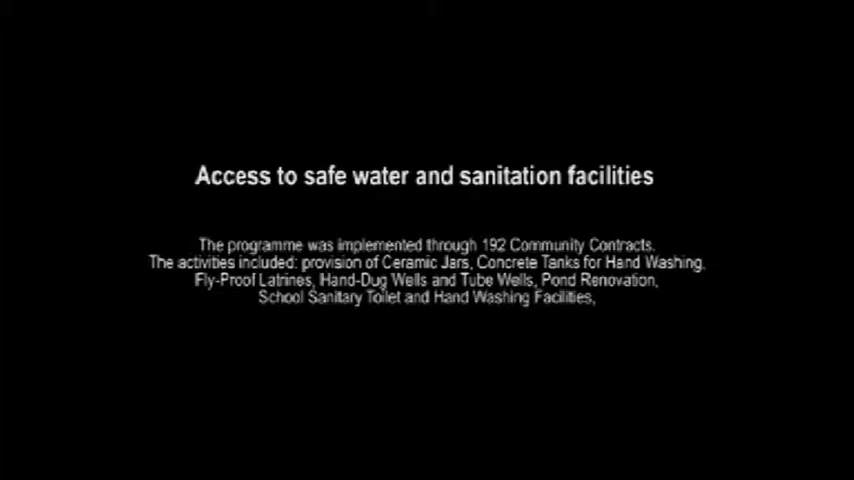 Access to safe water and sanitation facilities
The programme was implemented through 192 Community Contracts.
The activities included: provision of Ceramic Jars, Concrete Tanks for Hand Washing,
Fly-Proof Latrines, Hand-Dug Wells and Tube Wells, Pond Renovation,
School Sanitary Toilet and Hand Washing Facilities,